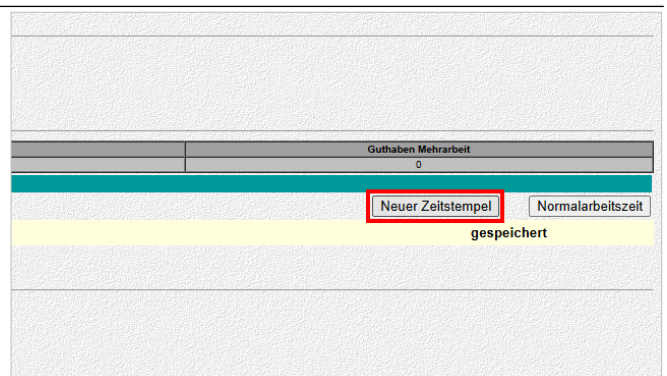 Guthaben Mehrarbeit
0
Neuer Zeitstempel Normalarbeitszeit
gespeichert